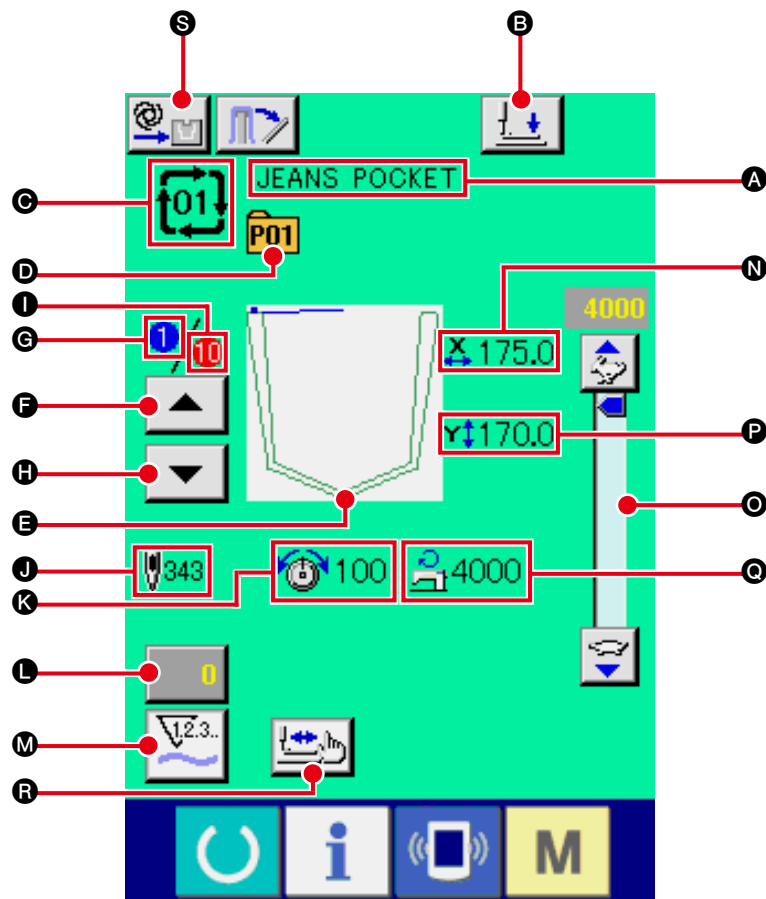 S B
JEANS POCKET A
C 01
D P01
I N
G 1/10 4000
X 175.0
F
Y 170.0 P
H O
E
J 343 100 4000 Q
K
L 0
M 1.2.3..
R
i M